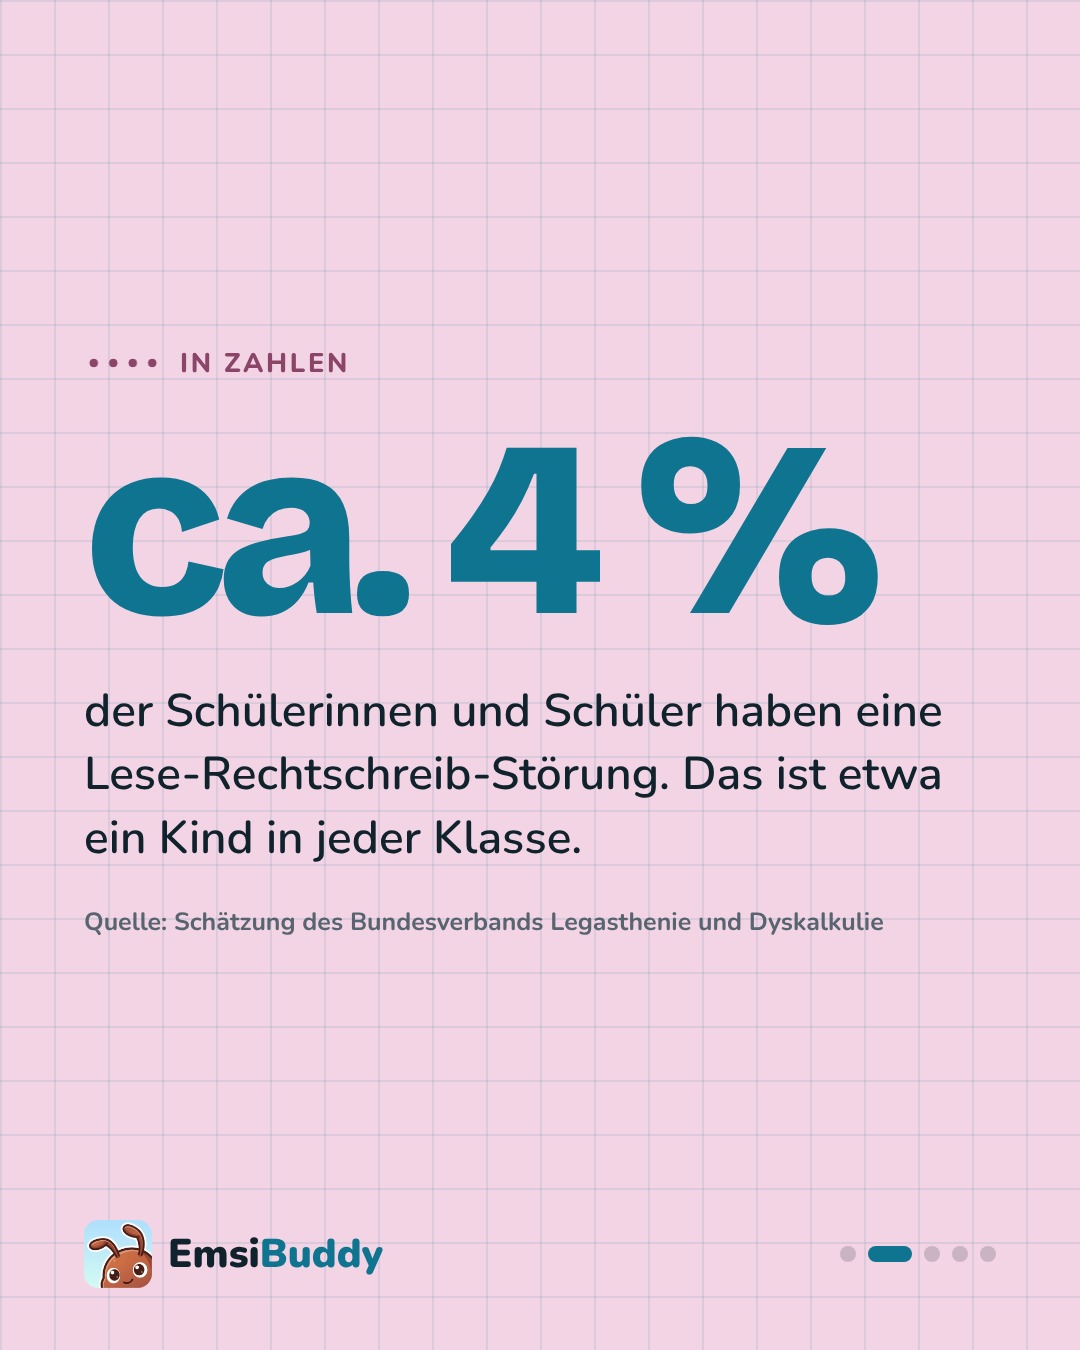 IN ZAHLEN
ca. 4 %
der Schülerinnen und Schüler haben eine
Lese-Rechtschreib-Störung. Das ist etwa
ein Kind in jeder Klasse.
Quelle: Schätzung des Bundesverbands Legasthenie und Dyskalkulie
EmsiBuddy